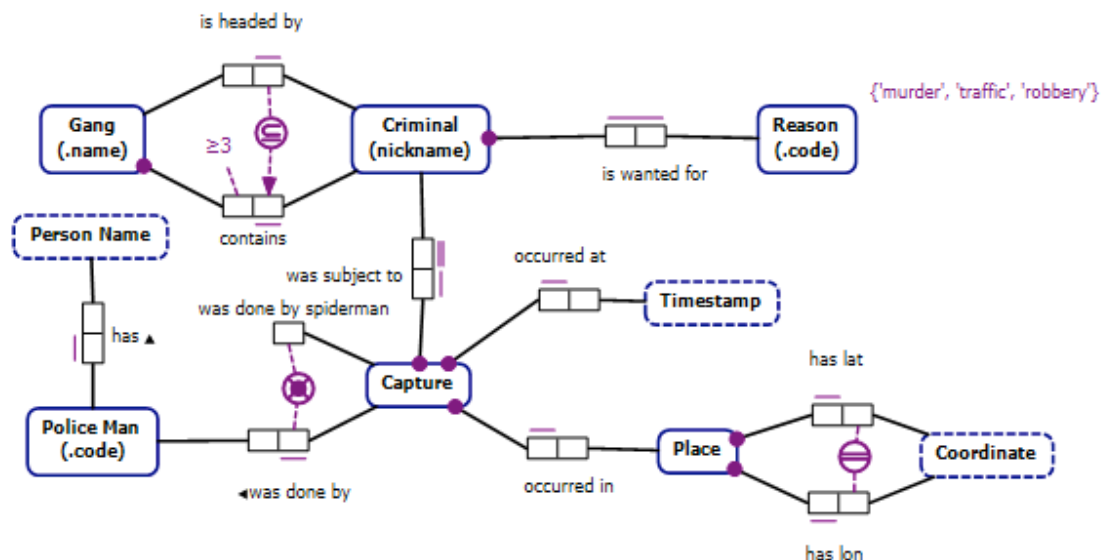 is headed by
{'murder', 'traffic', 'robbery'}
Gang
(.name)
Criminal
(nickname)
Reason
(.code)
≥3
is wanted for
contains
Person Name
was subject to
occurred at
Timestamp
was done by spiderman
has ▲
has lat
Capture
Police Man
(.code)
Place
Coordinate
◄was done by
occurred in
has lon